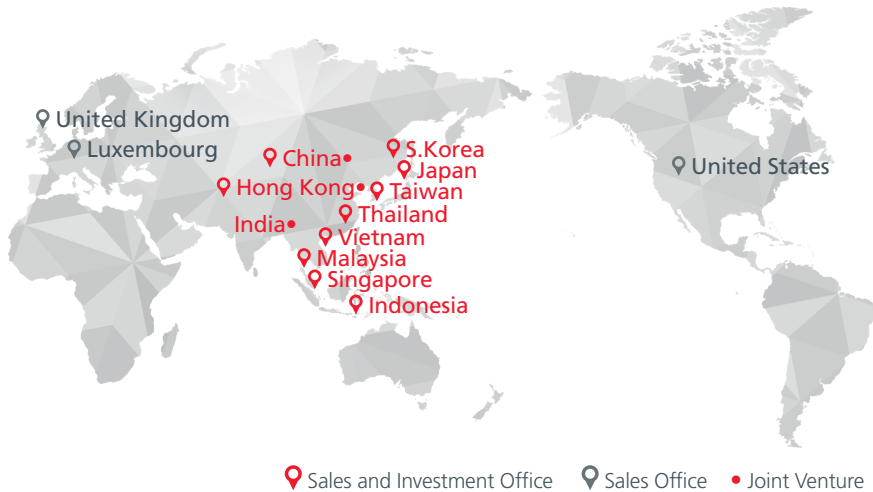 United Kingdom
Luxembourg
China
S.Korea
Japan
United States
Hong Kong
Taiwan
India
Thailand
Vietnam
Malaysia
Singapore
Indonesia
Sales and Investment Office Sales Office Joint Venture